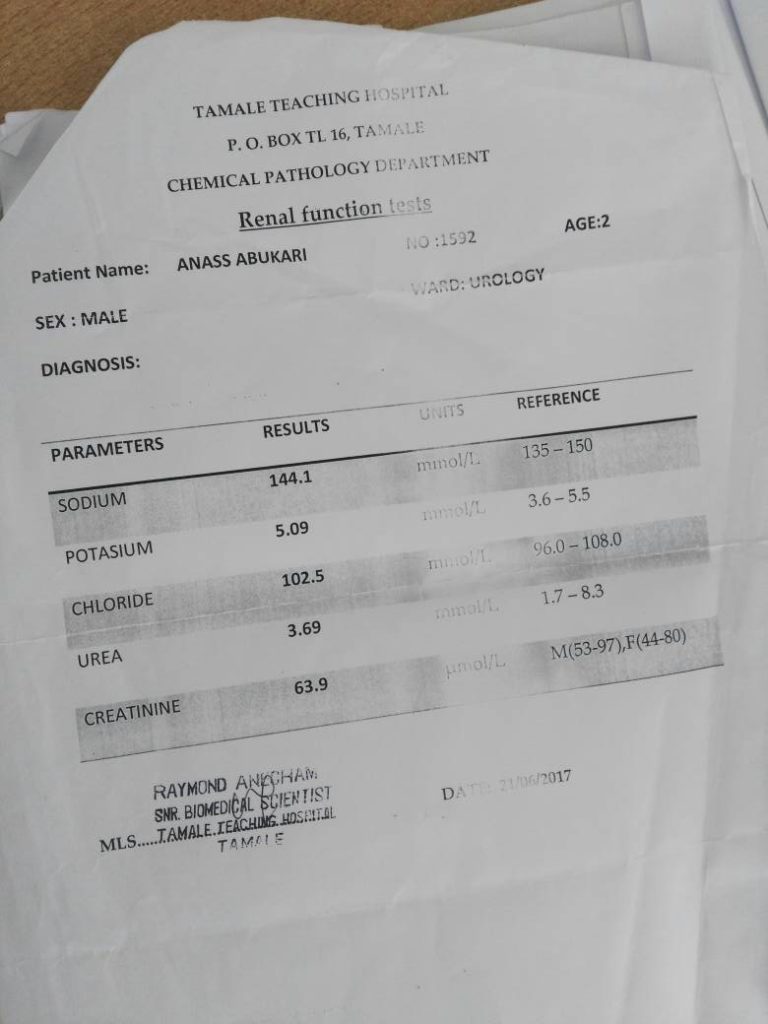 TAMALE TEACHING HOSPITAL
P. O. BOX TL 16, TAMALE
CHEMICAL PATHOLOGY DEPARTMENT
Renal function tests
Patient Name: ANASS ABUKARI NO :1592 AGE:2
SEX : MALE WARD: UROLOGY
DIAGNOSIS:
PARAMETERS RESULTS UNITS REFERENCE
SODIUM 144.1 mmol/L 135 – 150
POTASIUM 5.09 mmol/L 3.6 – 5.5
CHLORIDE 102.5 mmol/L 96.0 – 108.0
UREA 3.69 mmol/L 1.7 – 8.3
CREATININE 63.9 µmol/L M(53-97),F(44-80)
RAYMOND
SNR. BIOMEDICAL SCIENTIST
MLS.....TAMALE TEACHING HOSPITAL
TAMALE
DATE: 21/06/2017